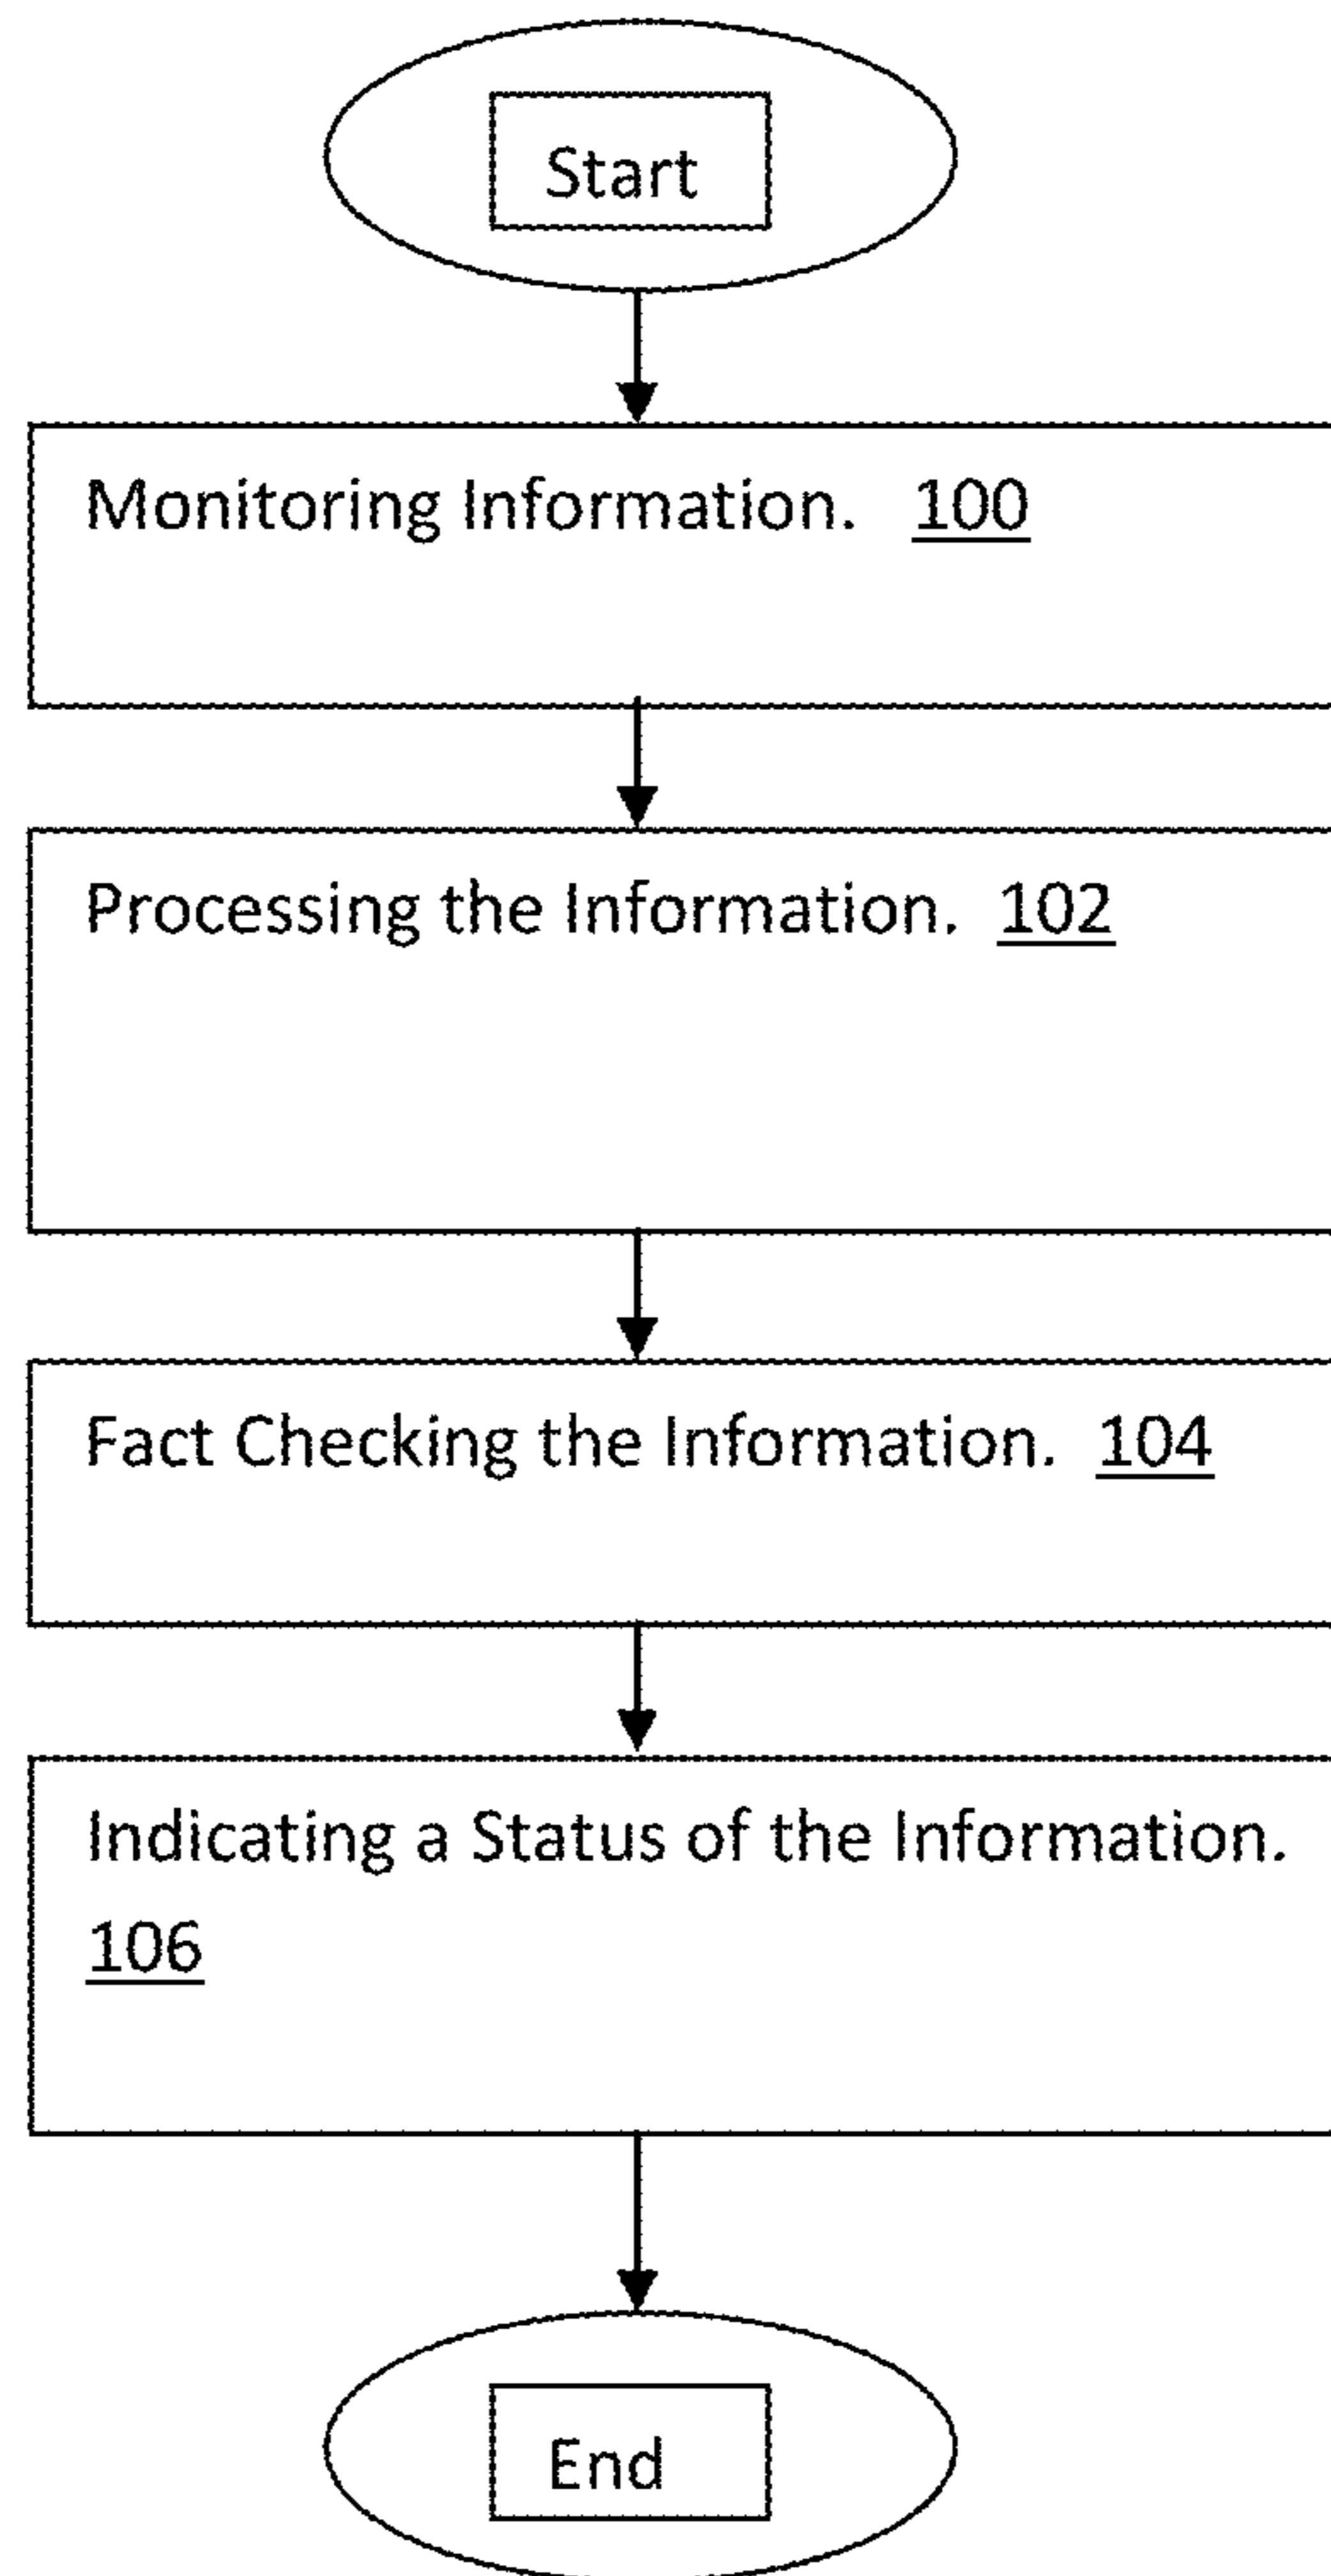 Start
Monitoring Information. 100
Processing the Information. 102
Fact Checking the Information. 104
Indicating a Status of the Information.
106
End